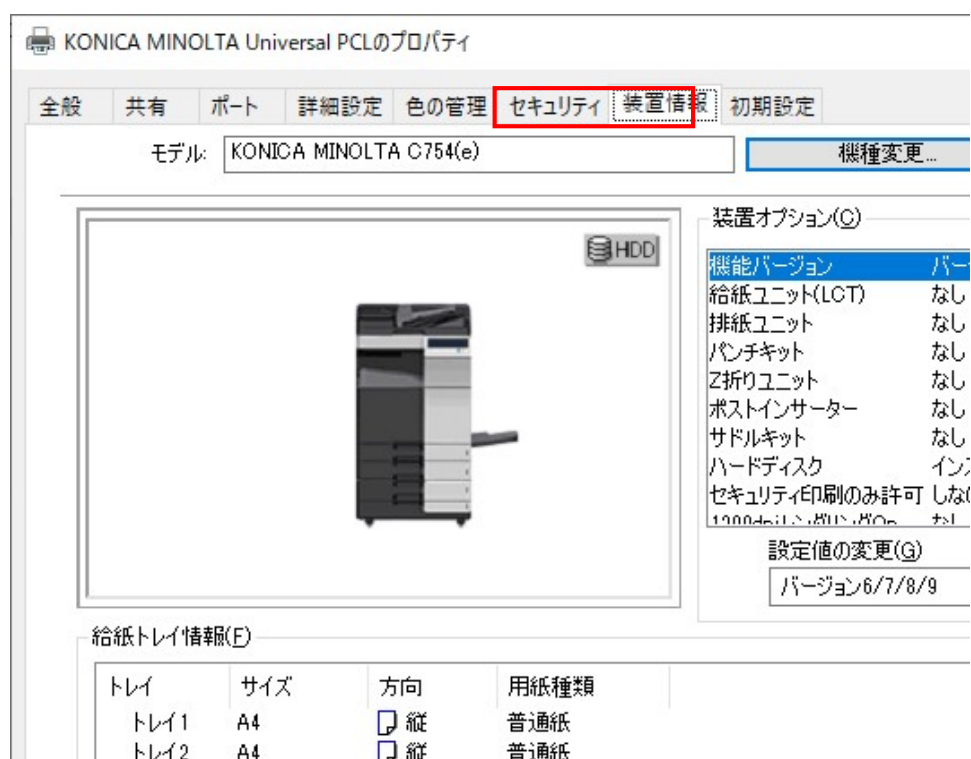 KONICA MINOLTA Universal PCLのプロパティ
全般 共有 ポート 詳細設定 色の管理 セキュリティ 装置情報 初期設定
モデル: KONICA MINOLTA C754(e) 機種変更...
HDD
装置オプション(C)
機能バージョン バー
給紙ユニット(LCT) なし
排紙ユニット なし
パンチキット なし
Z折りユニット なし
ポストインサーター なし
サドルキット なし
ハードディスク イン
セキュリティ印刷のみ許可 しな
なし
設定値の変更(G)
バージョン6/7/8/9
給紙トレイ情報(F)
トレイ サイズ 方向 用紙種類
トレイ1 A4 縦 普通紙
トレイ2 A4 縦 普通紙